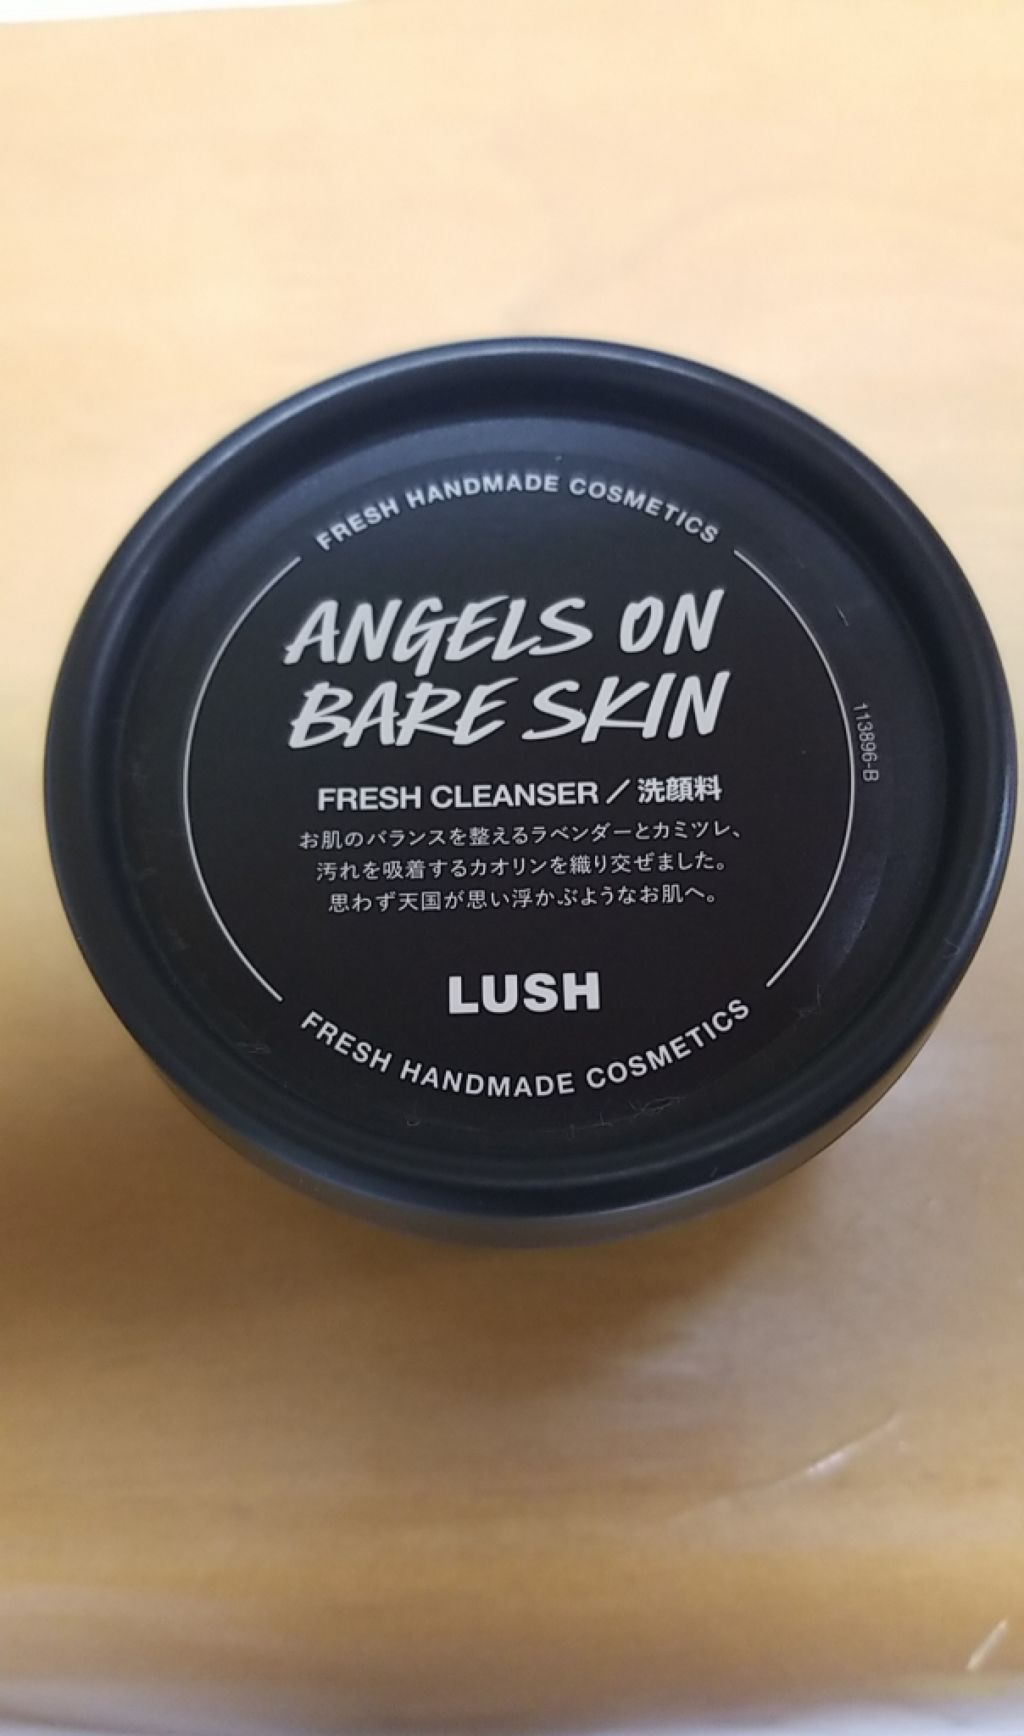 FRESH HANDMADE COSMETICS
ANGELS ON
BARE SKIN
FRESH CLEANSER／洗顔料
お肌のバランスを整えるラベンダーとカミツレ、
汚れを吸着するカオリンを織り交ぜました。
思わず天国が思い浮かぶようなお肌へ。
LUSH
FRESH HANDMADE COSMETICS
113896-B